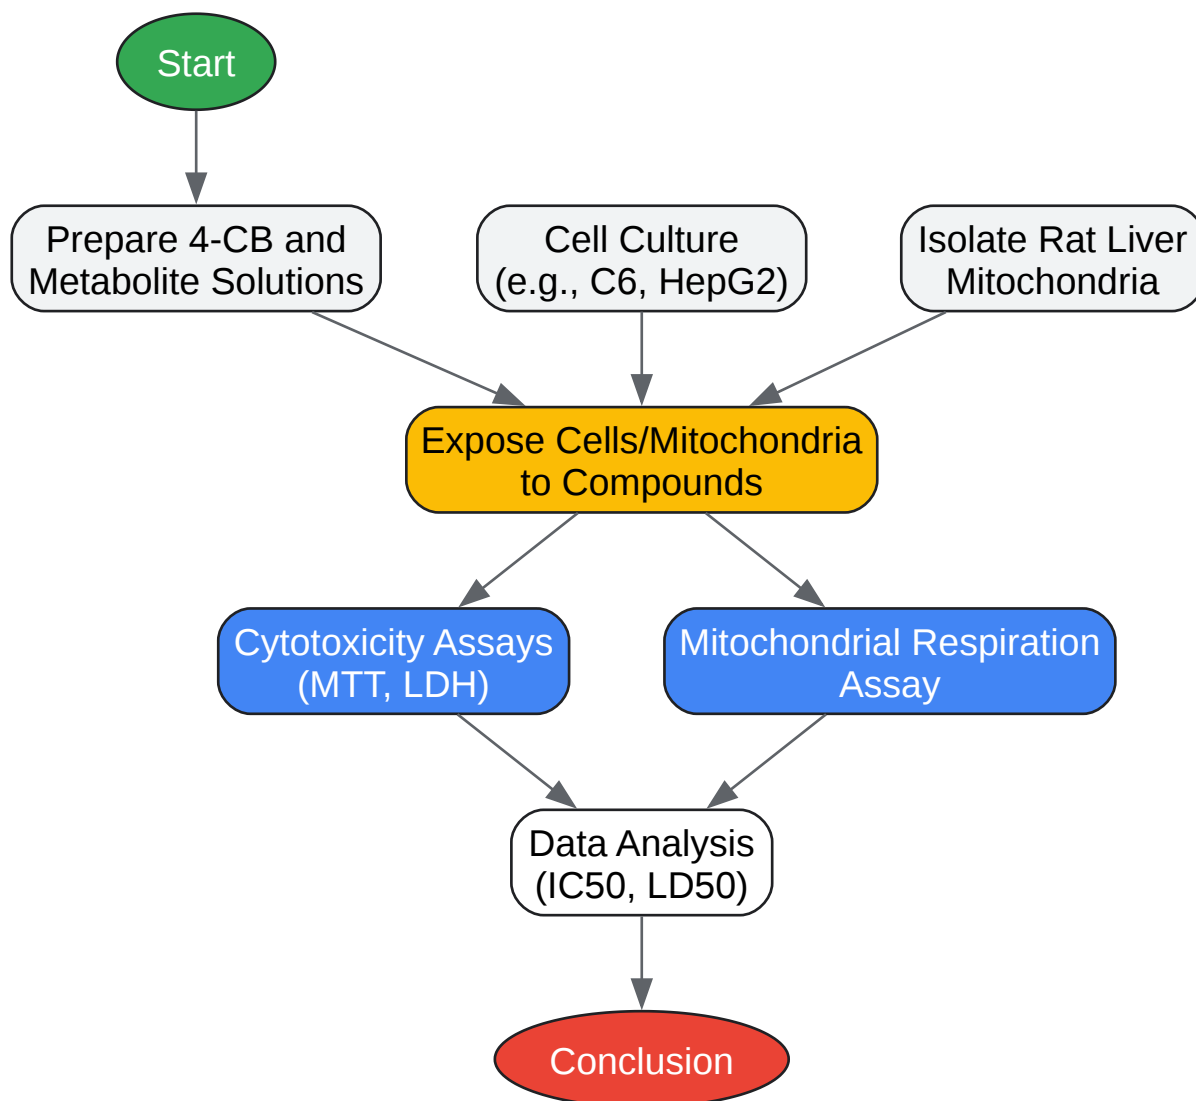 Start
Prepare 4-CB and
Metabolite Solutions
Cell Culture
(e.g., C6, HepG2)
Isolate Rat Liver
Mitochondria
Expose Cells/Mitochondria
to Compounds
Cytotoxicity Assays
(MTT, LDH)
Mitochondrial Respiration
Assay
Data Analysis
(IC50, LD50)
Conclusion